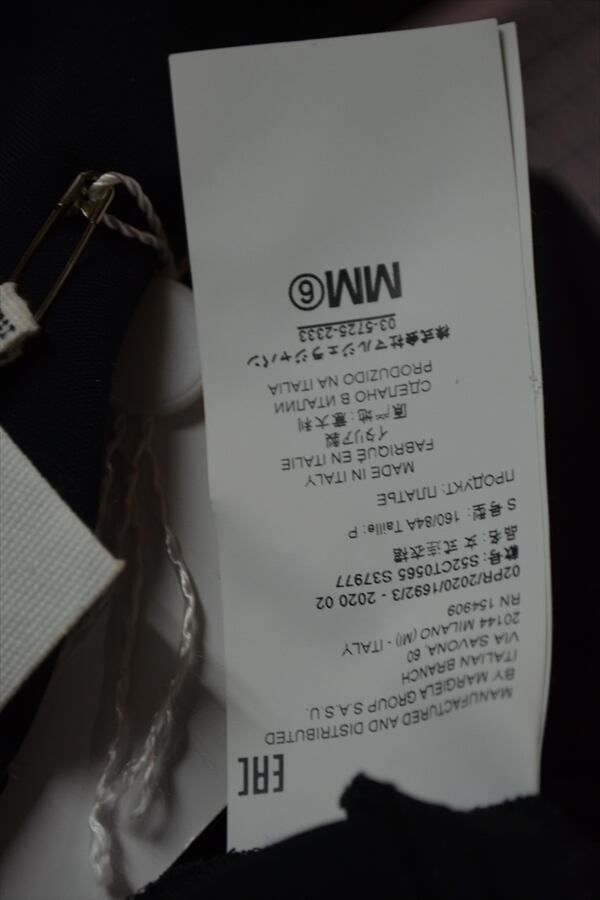 EAC
MANUFACTURED AND DISTRIBUTED
BY MARGIELA GROUP S.A.S.U.
ITALIAN BRANCH
VIA SAVONA, 60
20144 MILANO (MI) - ITALY
RN 154909
02PR/2020/1692/3 - 2020 02
款号: S52CT0565 S37977
品名: 女式连衣裙
S 号型: 160/84A Taille: P
ПРОДУКТ: ПЛАТЬЕ
MADE IN ITALY
FABRIQUÉ EN ITALIE
イタリア製
原产地: 意大利
СДЕЛАНО В ИТАЛИИ
PRODUZIDO NA ITALIA
株式会社マルジェラジャパン
03-5725-2333
MM6